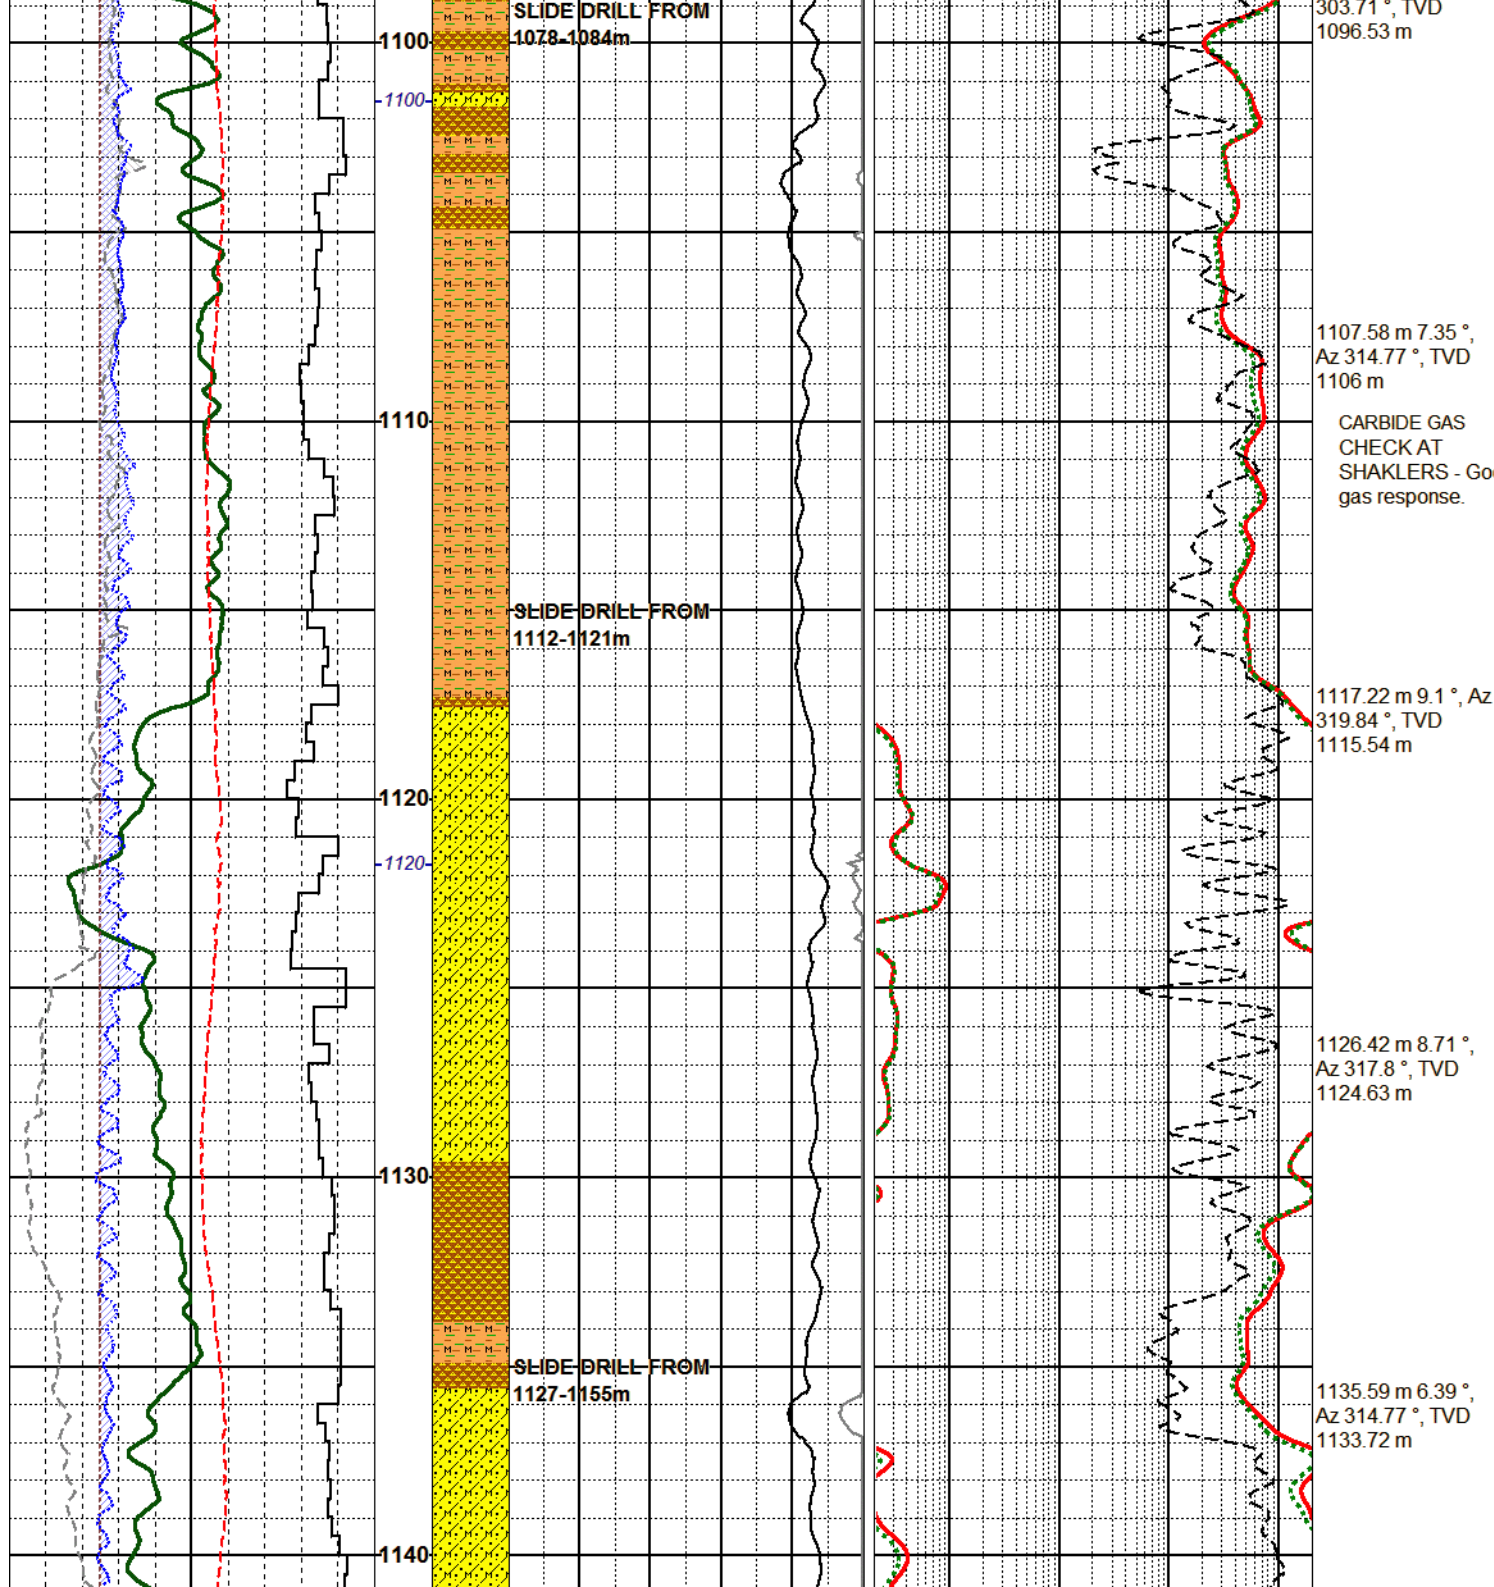 SLIDE DRILL FROM
1078-1084m
303.71 °, TVD
1096.53 m
1100
-1100-
1107.58 m 7.35 °,
Az 314.77 °, TVD
1106 m
1110
CARBIDE GAS
CHECK AT
SHAKLERS - Goo
gas response.
SLIDE DRILL FROM
1112-1121m
1117.22 m 9.1 °, Az
319.84 °, TVD
1115.54 m
1120
-1120
1126.42 m 8.71 °,
Az 317.8 °, TVD
1124.63 m
1130
SLIDE DRILL FROM
1127-1155m
1135.59 m 6.39 °,
Az 314.77 °, TVD
1133.72 m
1140